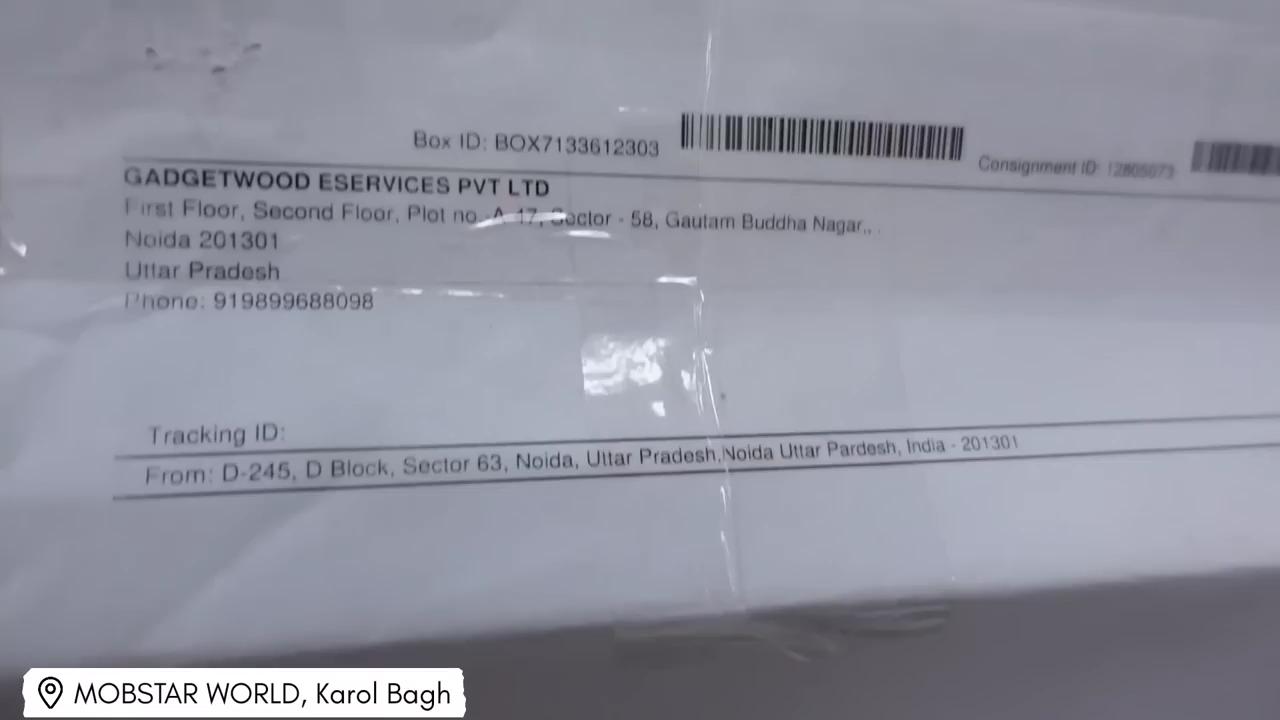 Box ID: BOX7133612303
Consignment ID: 12805073
GADGETWOOD ESERVICES PVT LTD
First Floor, Second Floor, Plot no. A 17, Sector - 58, Gautam Buddha Nagar,, .
Noida 201301
Uttar Pradesh
Phone: 919899688098
Tracking ID:
From: D-245, D Block, Sector 63, Noida, Uttar Pradesh,Noida Uttar Pardesh, India - 201301
MOBSTAR WORLD, Karol Bagh